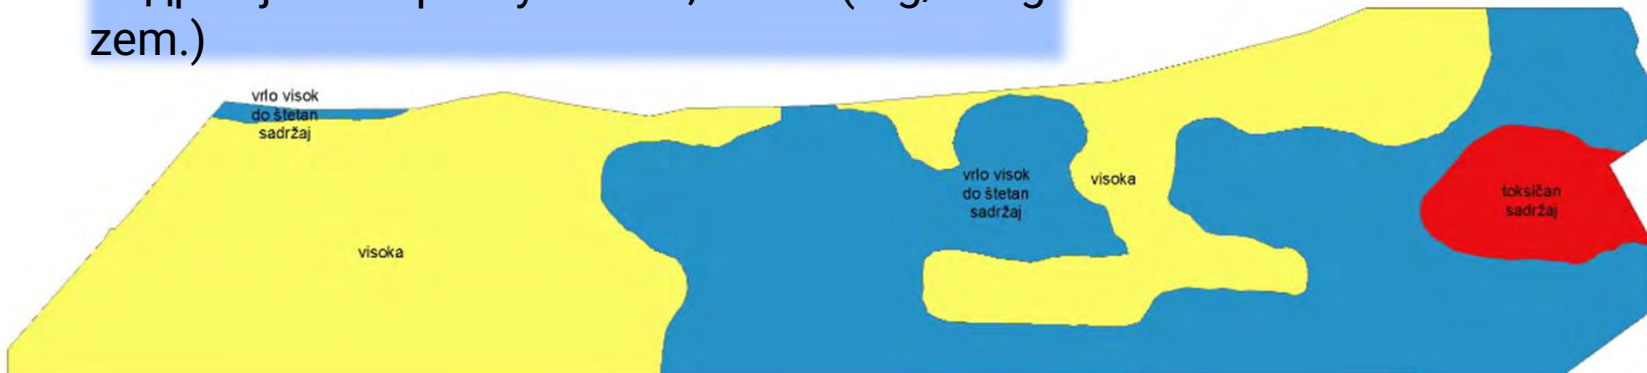 zem.)
vrlo visok
do štetan
sadržaj
visoka
vrlo visok
do štetan
sadržaj
visoka
toksičan
sadržaj